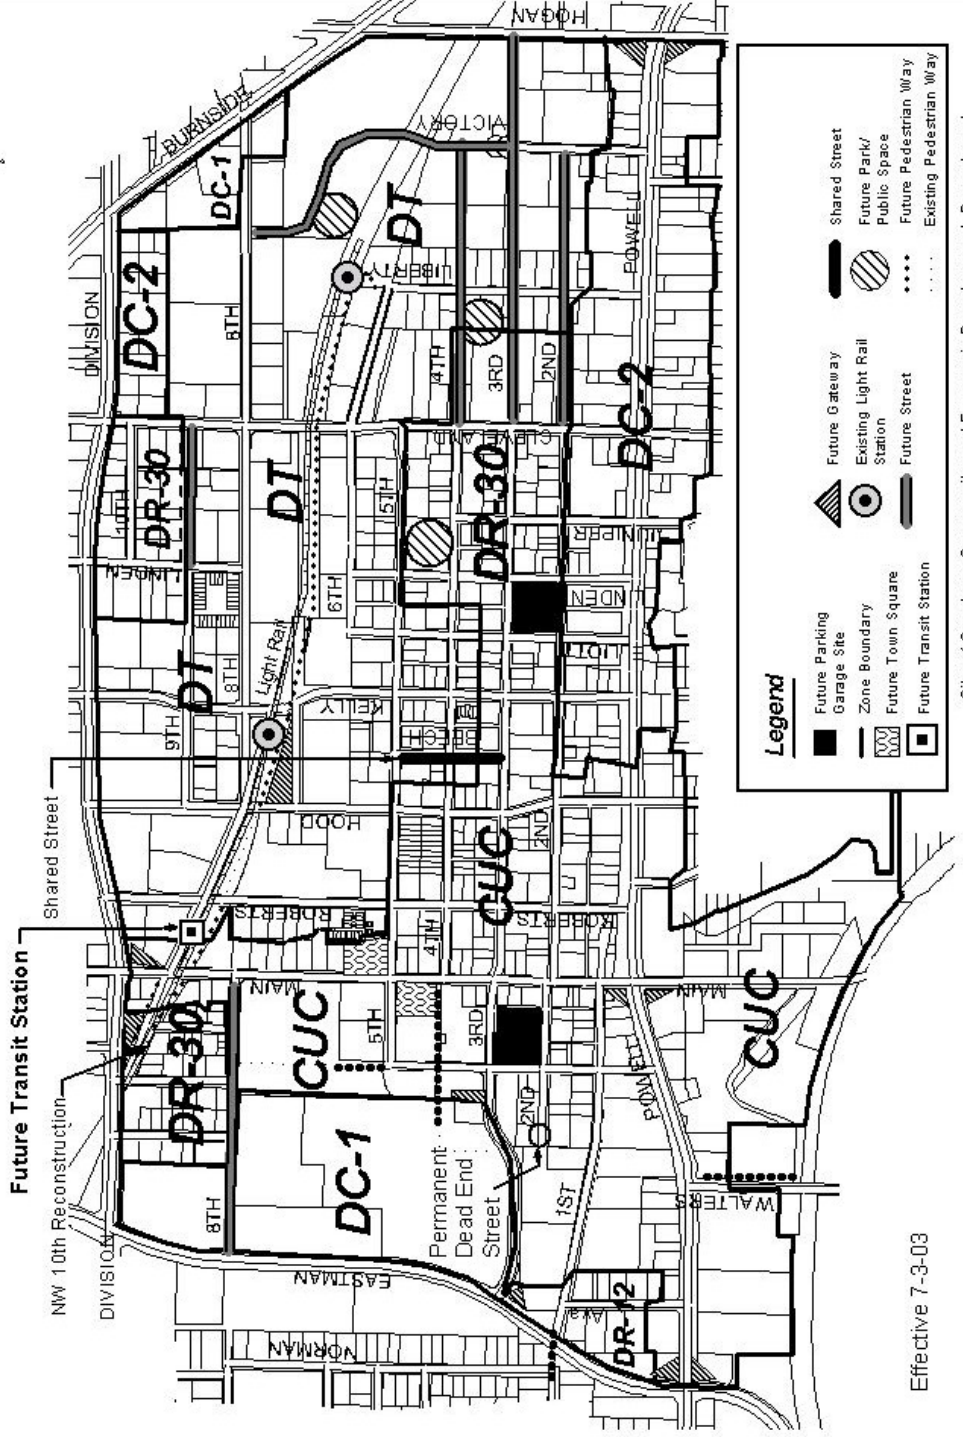 Future Transit Station
NW 10th Reconstruction
Shared Street
DIVISION
DIVISION
BURNSIDE
HOGAN
DC-1
DC-2
10TH
DR-30
LINDEN
8TH
8TH
8TH
9TH
DT
DT
DT
Light Rail
VICTORY
LIBERTY
DR-30
MAIN
ROBERTS
HOOD
KELLY
BEECH
6TH
5TH
5TH
CLEVELAND
4TH
3RD
2ND
POWELL
DC-2
DR-30
JUNIPER
CUC
DC-1
EASTMAN
NORMAN
4TH
CUC
3RD
2ND
2ND
ROBERTS
Permanent
Dead End
Street
1ST
POWELL
MAIN
CUC
WALTERS
Ava
DR-12
Effective 7-3-03
Legend
Future Parking
Garage Site
Zone Boundary
Future Town Square
Future Transit Station
Future Gateway
Existing Light Rail
Station
Future Street
Shared Street
Future Park/
Public Space
Future Pedestrian Way
Existing Pedestrian Way